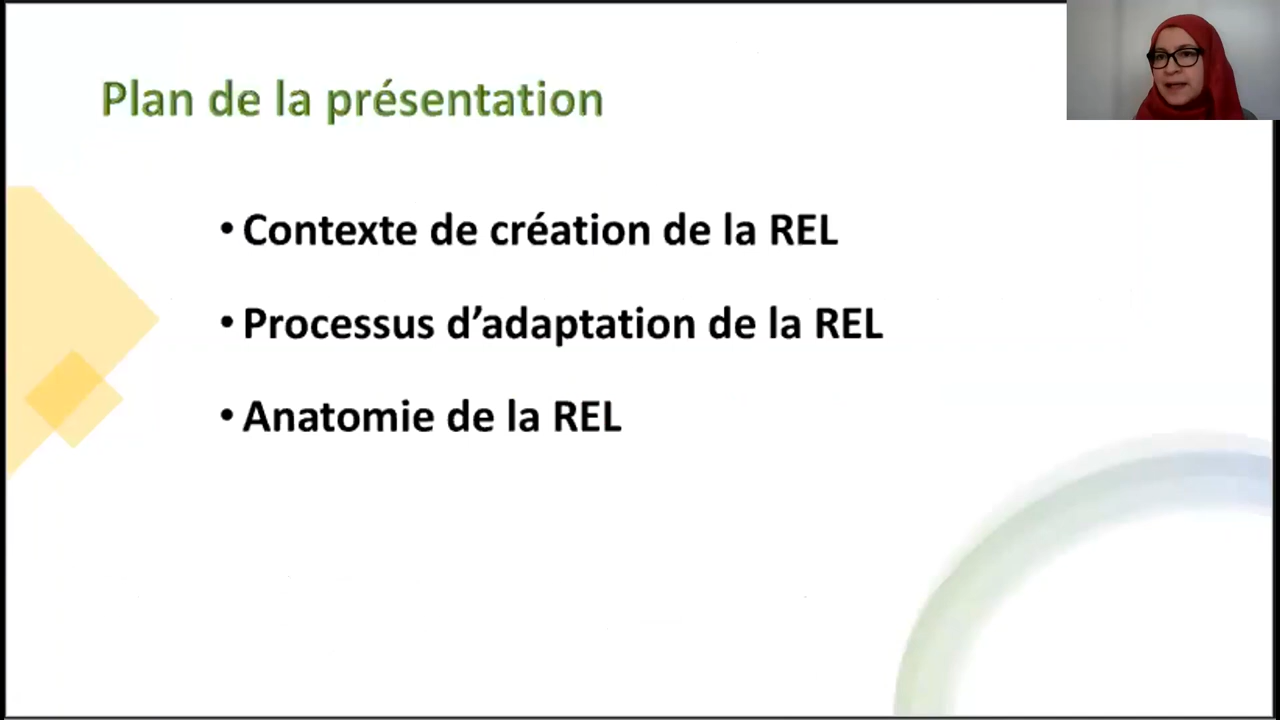 Plan de la présentation
• Contexte de création de la REL
• Processus d’adaptation de la REL
• Anatomie de la REL